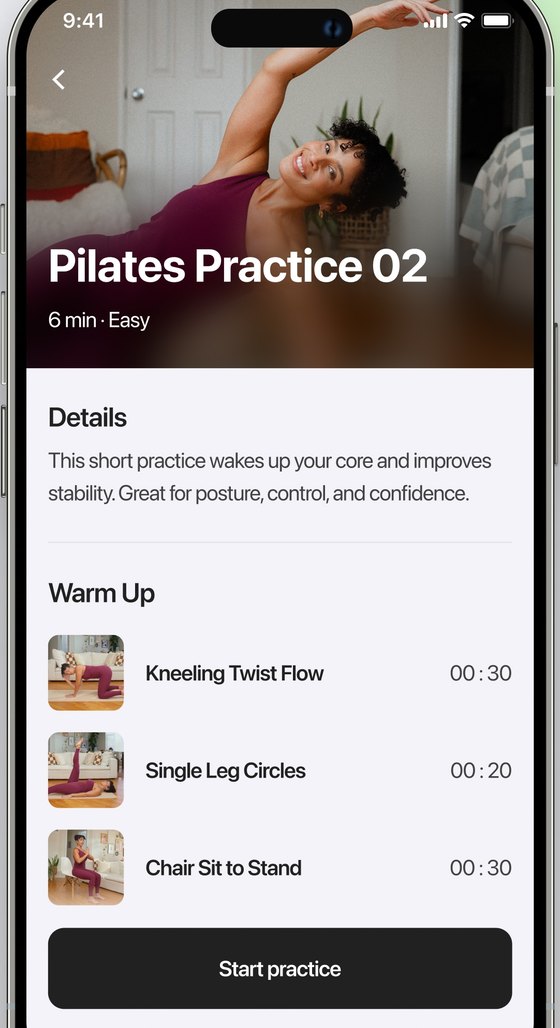 9:41
Pilates Practice 02
6 min · Easy
Details
This short practice wakes up your core and improves
stability. Great for posture, control, and confidence.
Warm Up
Kneeling Twist Flow 00:30
Single Leg Circles 00:20
Chair Sit to Stand 00:30
Start practice